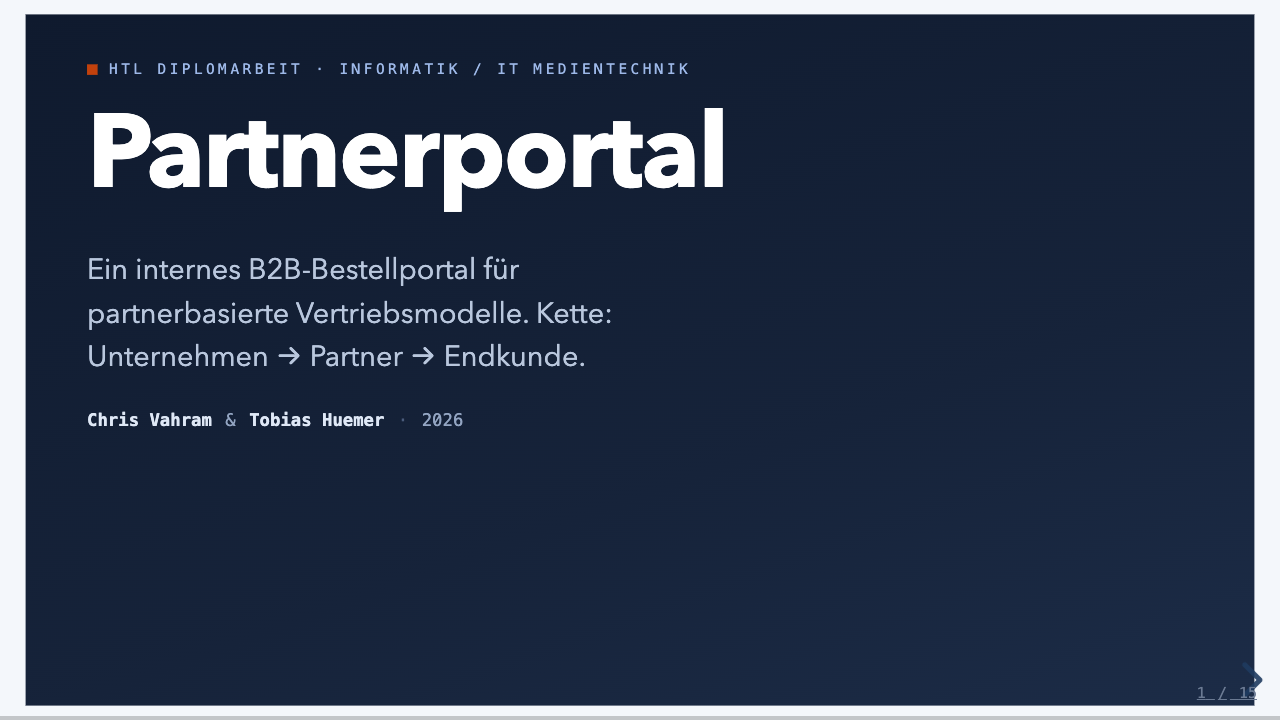 HTL DIPLOMARBEIT · INFORMATIK / IT MEDIENTECHNIK
Partnerportal
Ein internes B2B-Bestellportal für
partnerbasierte Vertriebsmodelle. Kette:
Unternehmen → Partner → Endkunde.
Chris Vahram & Tobias Huemer · 2026
1 / 15